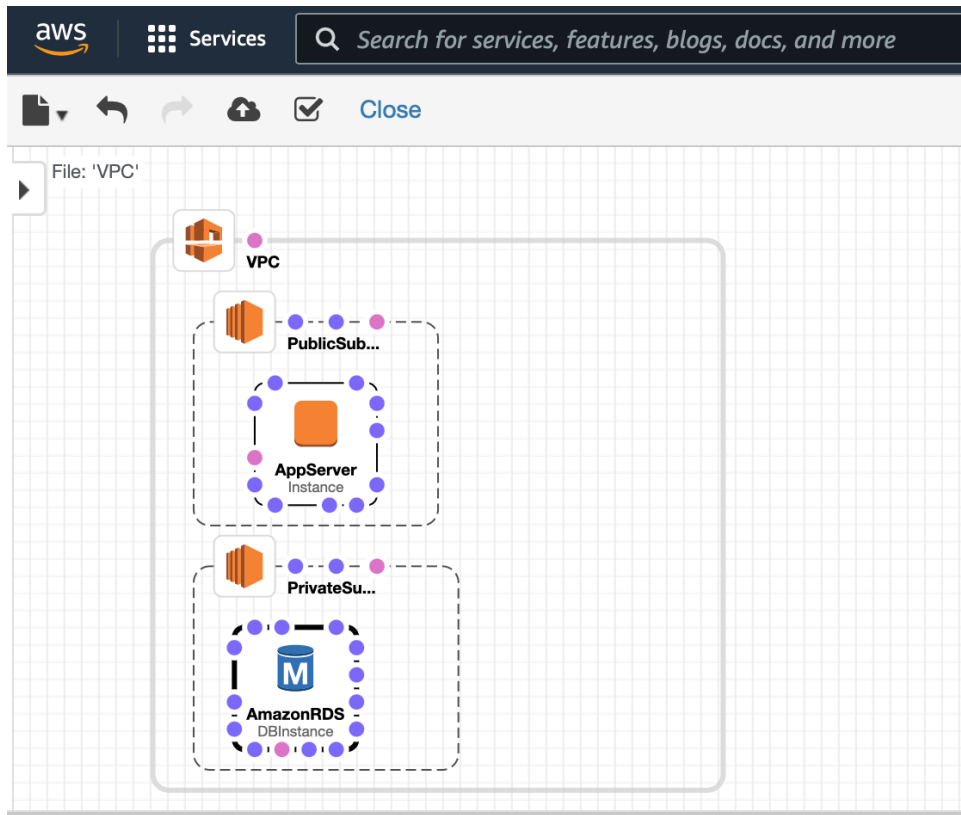 aws
Services
Search for services, features, blogs, docs, and more
Close
File: 'VPC'
VPC
PublicSub...
AppServer
Instance
PrivateSu...
M
AmazonRDS
DBInstance